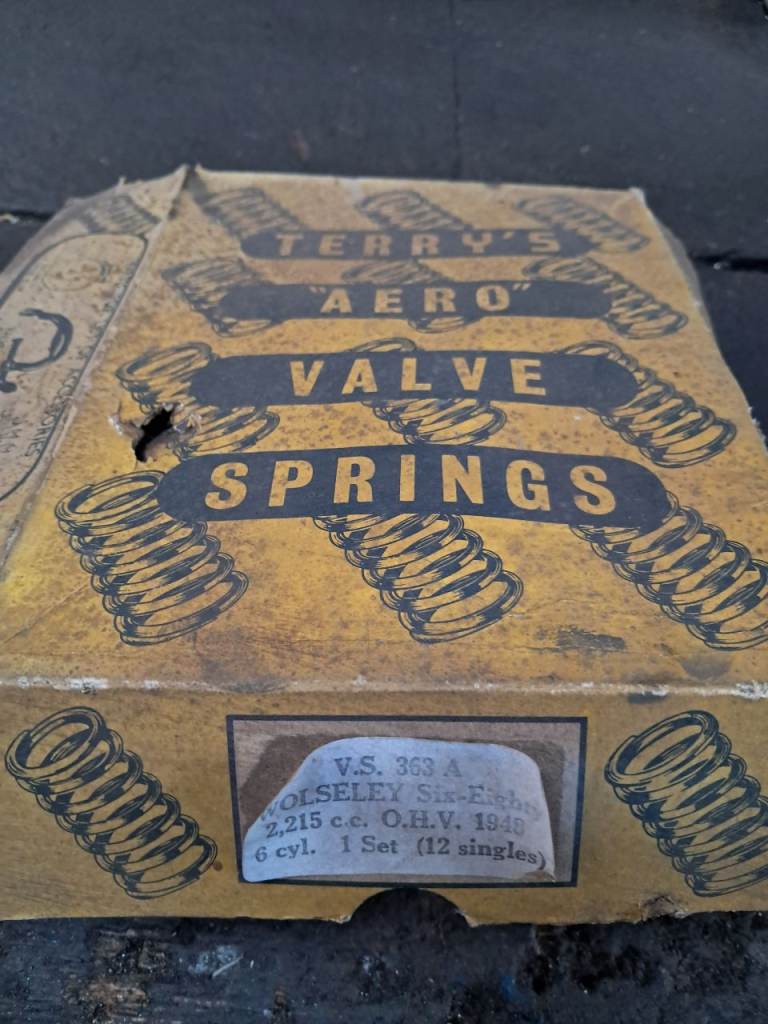 TERRY'S
"AERO"
VALVE
SPRINGS
V.S. 363 A
WOLSELEY Six-Eighty
2,215 c.c. O.H.V. 1949
6 cyl. 1 Set (12 singles)